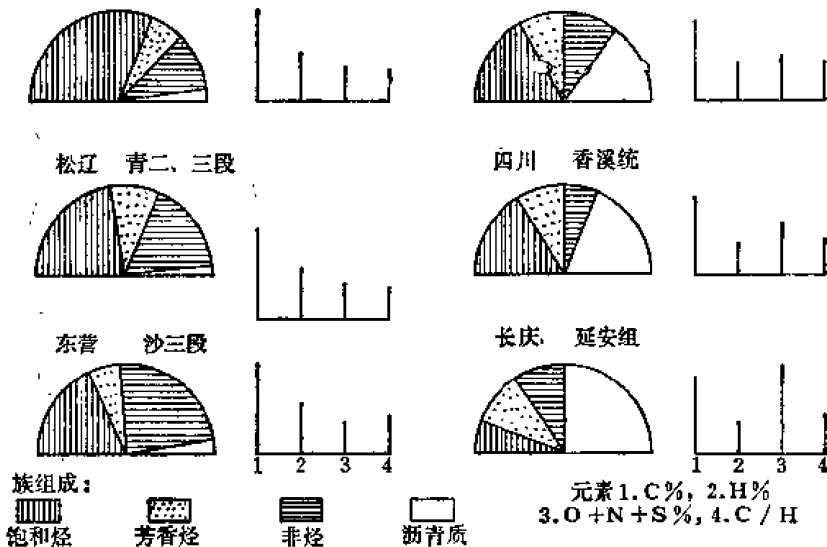 松辽 青二、三段
四川 香溪统
东营 沙三段
长庆 延安组
1 2 3 4
1 2 3 4
族组成：
饱和烃 芳香烃 非烃 沥青质
元素1.C%, 2.H%
3.O+N+S%, 4.C/H